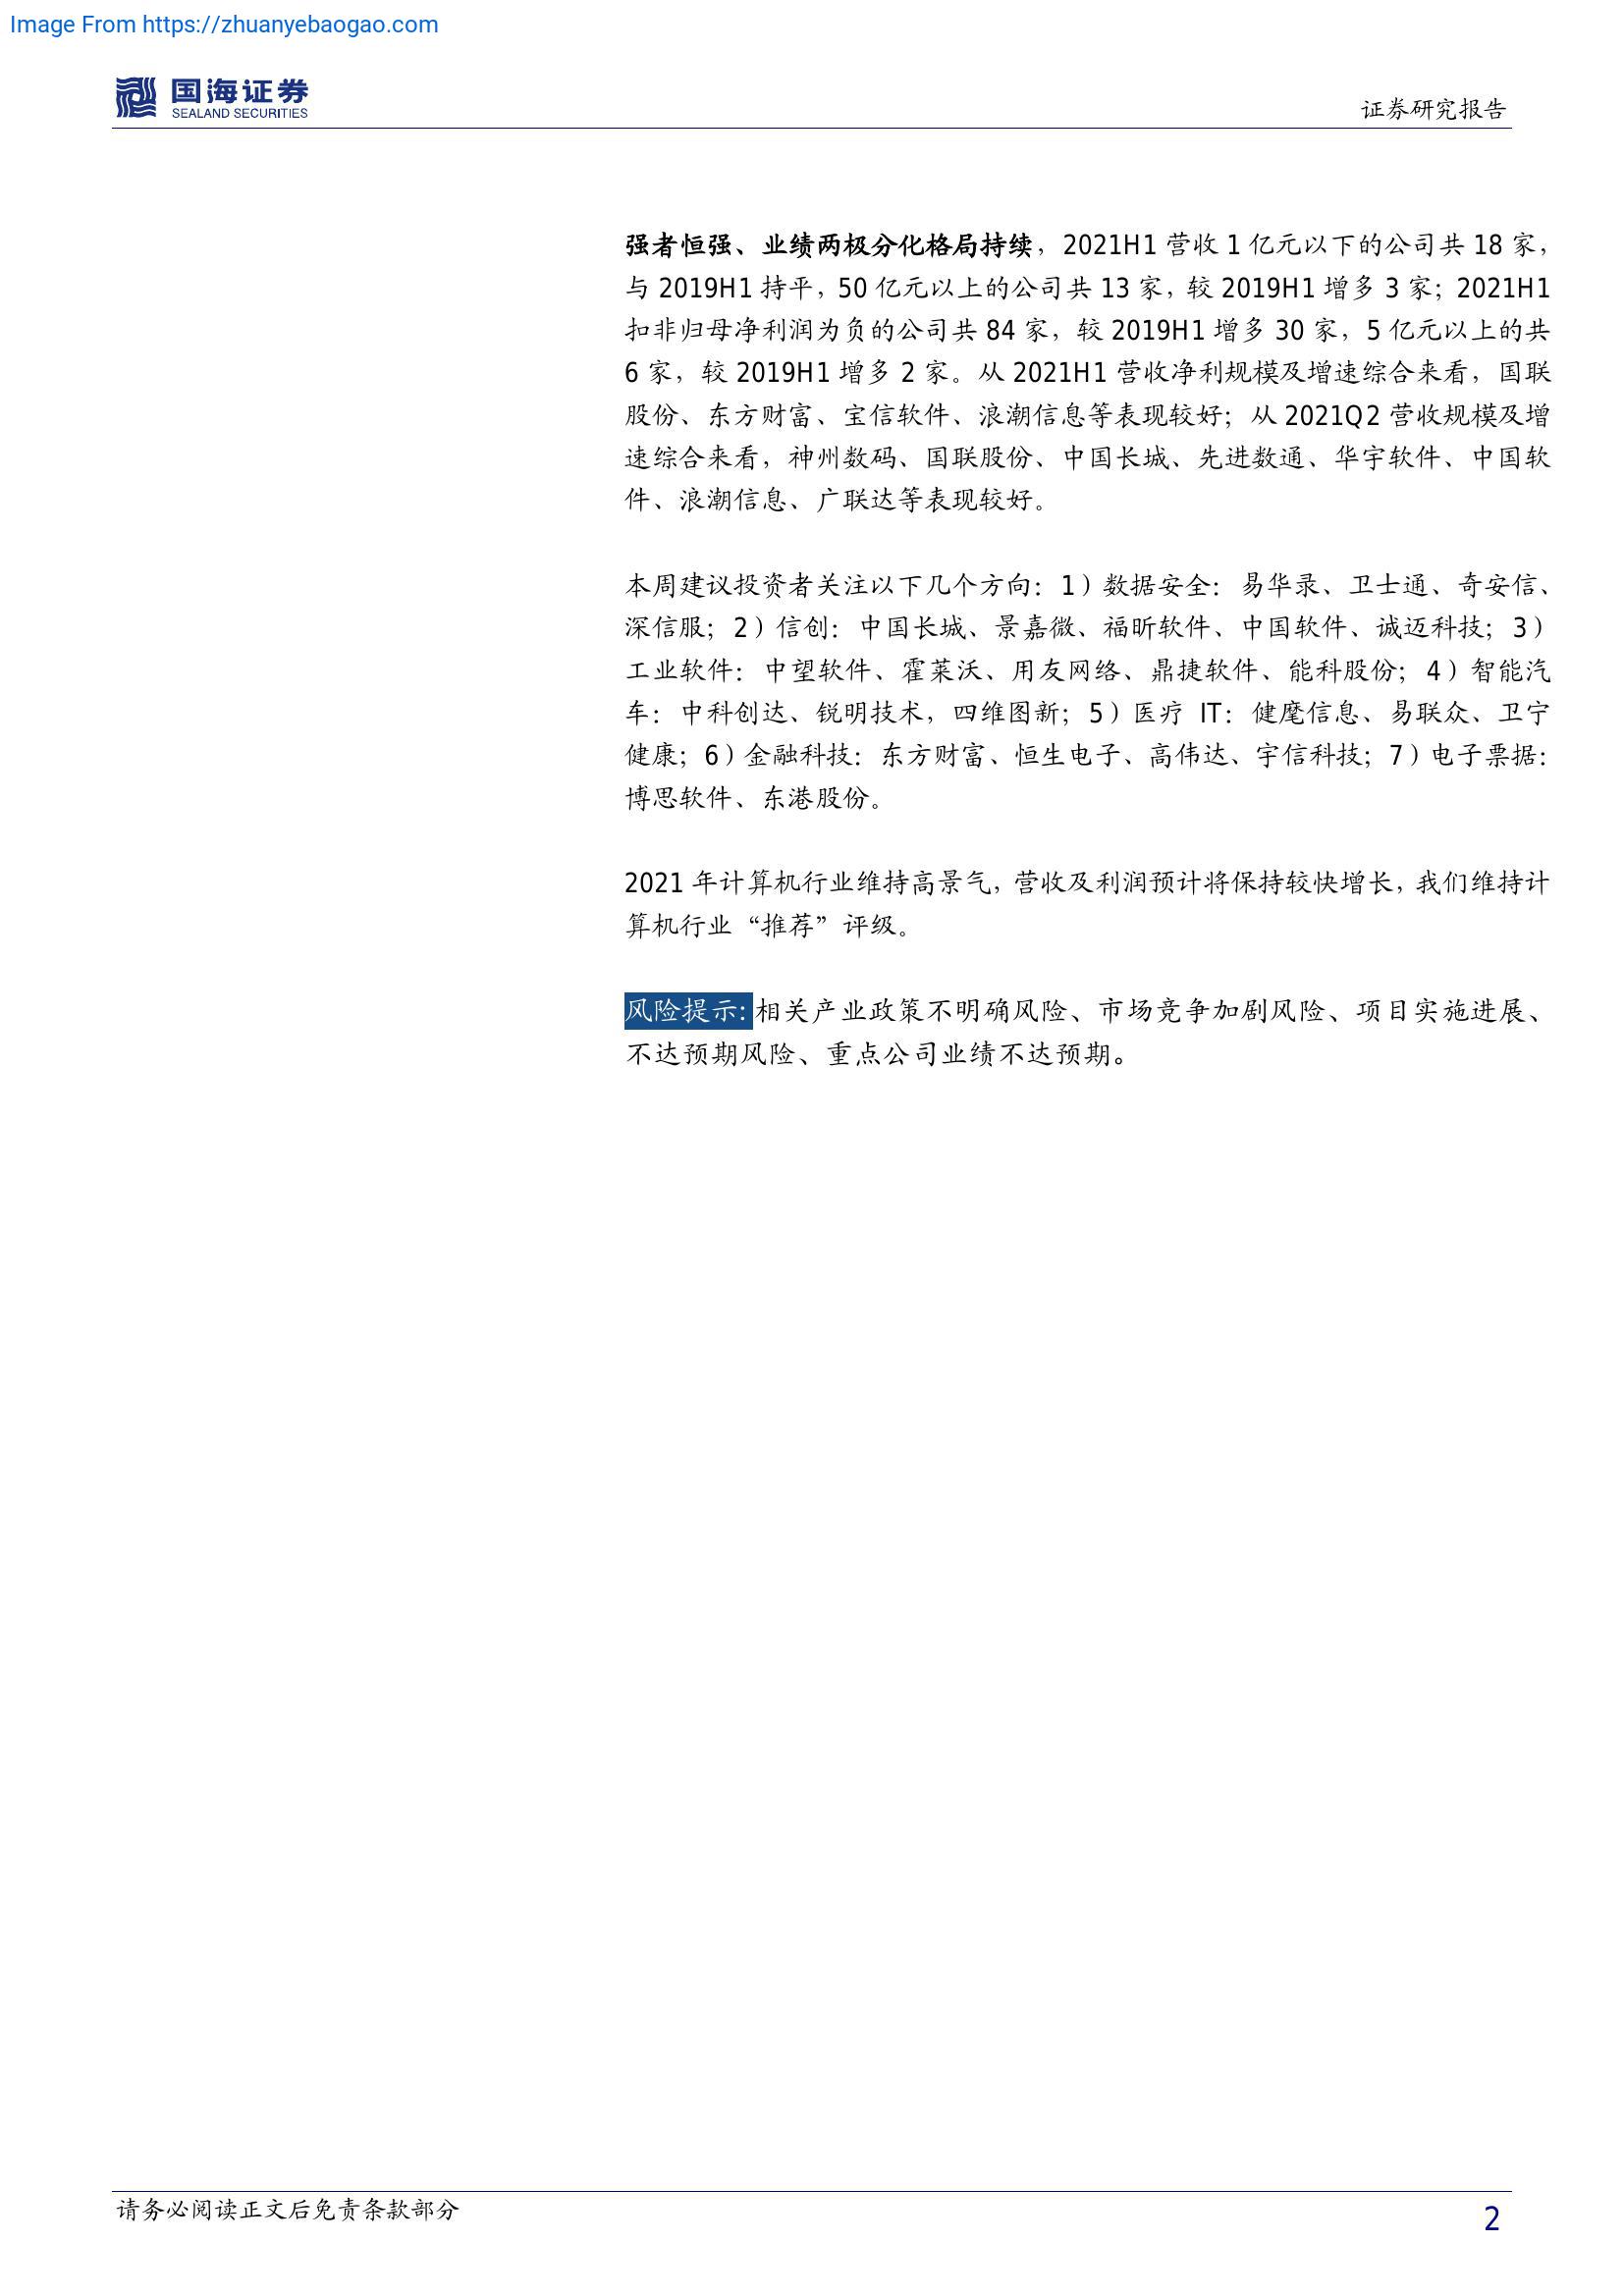 Image From https://zhuanyebaogao.com
国海证券
SEALAND SECURITIES
证券研究报告
强者恒强、业绩两极分化格局持续，2021H1 营收 1 亿元以下的公司共 18 家，
与 2019H1 持平，50 亿元以上的公司共 13 家，较 2019H1 增多 3 家；2021H1
扣非归母净利润为负的公司共 84 家，较 2019H1 增多 30 家，5 亿元以上的共
6 家，较 2019H1 增多 2 家。从 2021H1 营收净利规模及增速综合来看，国联
股份、东方财富、宝信软件、浪潮信息等表现较好；从 2021Q2 营收规模及增
速综合来看，神州数码、国联股份、中国长城、先进数通、华宇软件、中国软
件、浪潮信息、广联达等表现较好。
本周建议投资者关注以下几个方向：1）数据安全：易华录、卫士通、奇安信、
深信服；2）信创：中国长城、景嘉微、福昕软件、中国软件、诚迈科技；3）
工业软件：中望软件、霍莱沃、用友网络、鼎捷软件、能科股份；4）智能汽
车：中科创达、锐明技术，四维图新；5）医疗 IT：健麾信息、易联众、卫宁
健康；6）金融科技：东方财富、恒生电子、高伟达、宇信科技；7）电子票据：
博思软件、东港股份。
2021 年计算机行业维持高景气，营收及利润预计将保持较快增长，我们维持计
算机行业“推荐”评级。
风险提示：相关产业政策不明确风险、市场竞争加剧风险、项目实施进展、
不达预期风险、重点公司业绩不达预期。
请务必阅读正文后免责条款部分
2